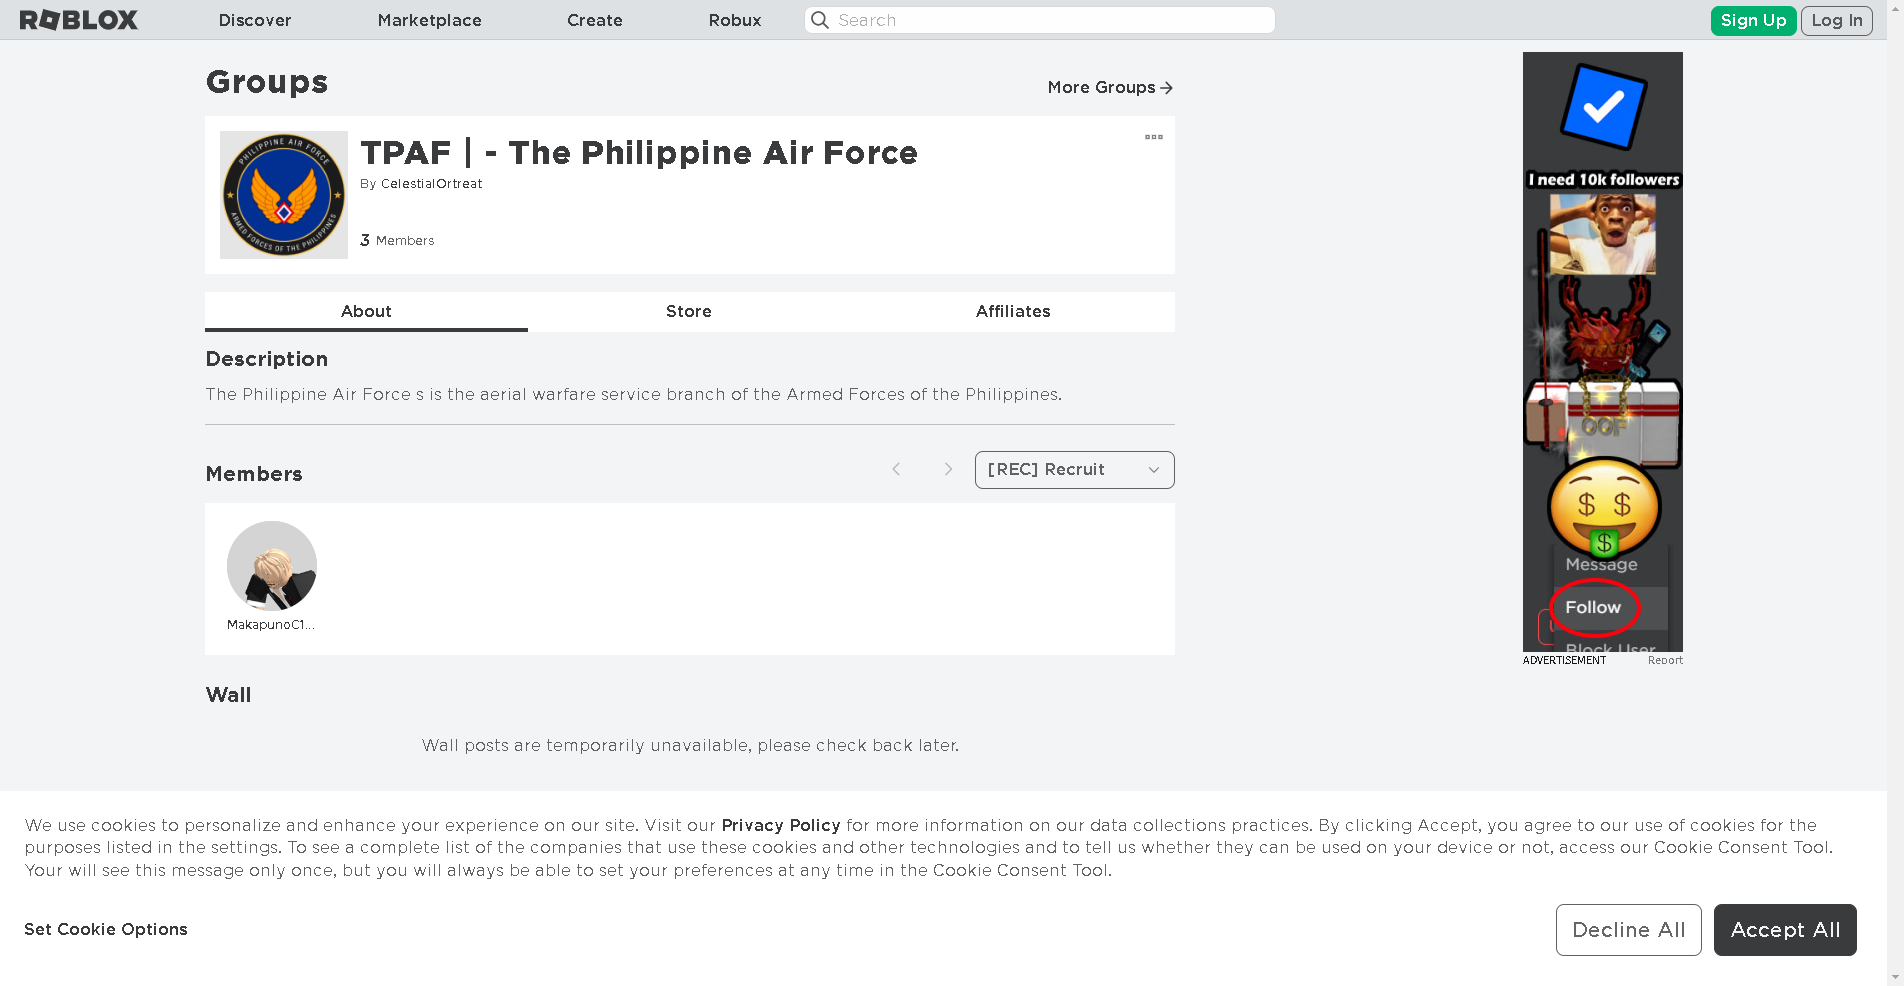 ROBLOX
Discover
Marketplace
Create
Robux
Search
Sign Up
Log In
Groups
More Groups
PHILIPPINE AIR FORCE
ARMED FORCES OF THE PHILIPPINES
TPAF | - The Philippine Air Force
By CelestialOrtreat
3 Members
About
Store
Affiliates
Description
The Philippine Air Force s is the aerial warfare service branch of the Armed Forces of the Philippines.
Members
[REC] Recruit
MakapunoC1...
Wall
Wall posts are temporarily unavailable, please check back later.
I need 10k followers
OOF
$ $
$
Message
Follow
Block User
ADVERTISEMENT
Report
We use cookies to personalize and enhance your experience on our site. Visit our Privacy Policy for more information on our data collections practices. By clicking Accept, you agree to our use of cookies for the
purposes listed in the settings. To see a complete list of the companies that use these cookies and other technologies and to tell us whether they can be used on your device or not, access our Cookie Consent Tool.
Your will see this message only once, but you will always be able to set your preferences at any time in the Cookie Consent Tool.
Set Cookie Options
Decline All
Accept All